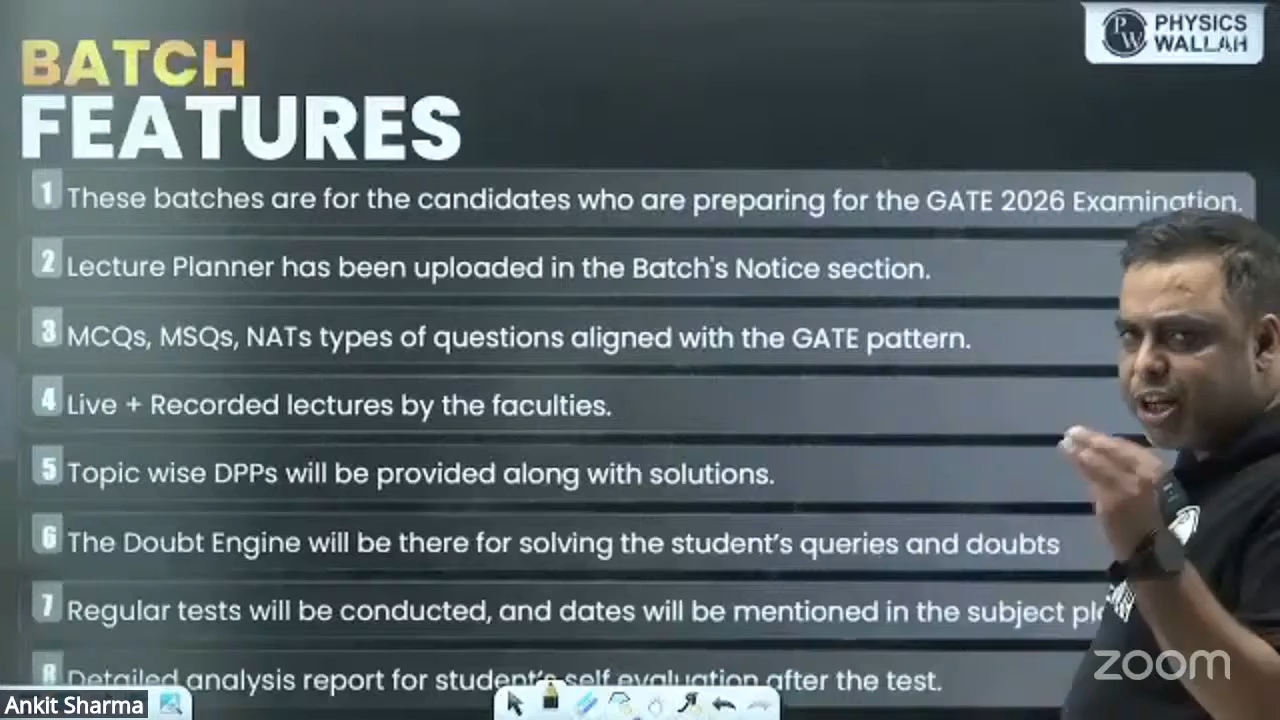 PHYSICS
WALLAH
BATCH
FEATURES
1 These batches are for the candidates who are preparing for the GATE 2026 Examination.
2 Lecture Planner has been uploaded in the Batch's Notice section.
3 MCQs, MSQs, NATs types of questions aligned with the GATE pattern.
4 Live + Recorded lectures by the faculties.
5 Topic wise DPPs will be provided along with solutions.
6 The Doubt Engine will be there for solving the student's queries and doubts
7 Regular tests will be conducted, and dates will be mentioned in the subject
8 Detailed analysis report for student's self evaluation after the test.
zoom
Ankit Sharma